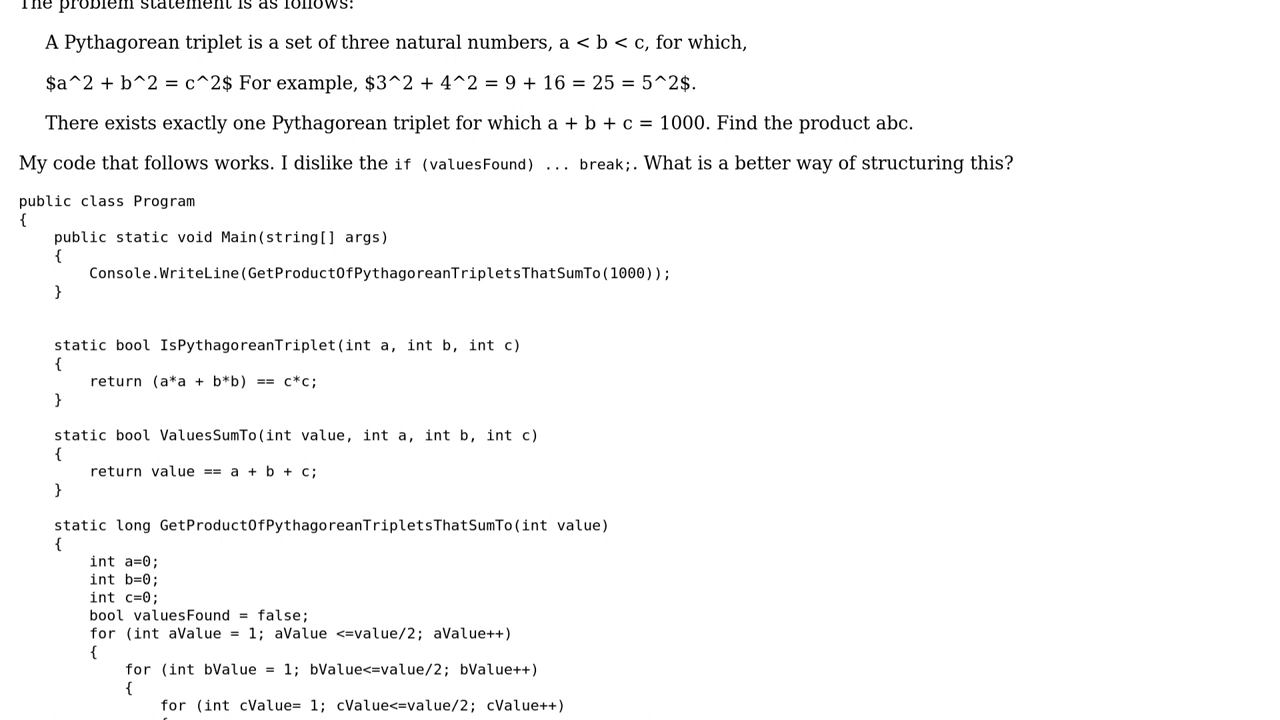 The problem statement is as follows:
A Pythagorean triplet is a set of three natural numbers, a < b < c, for which,
$a^2 + b^2 = c^2$ For example, $3^2 + 4^2 = 9 + 16 = 25 = 5^2$.
There exists exactly one Pythagorean triplet for which a + b + c = 1000. Find the product abc.
My code that follows works. I dislike the if (valuesFound) ... break;. What is a better way of structuring this?
public class Program
{
    public static void Main(string[] args)
    {
        Console.WriteLine(GetProductOfPythagoreanTripletsThatSumTo(1000));
    }
    static bool IsPythagoreanTriplet(int a, int b, int c)
    {
        return (a*a + b*b) == c*c;
    }
    static bool ValuesSumTo(int value, int a, int b, int c)
    {
        return value == a + b + c;
    }
    static long GetProductOfPythagoreanTripletsThatSumTo(int value)
    {
        int a=0;
        int b=0;
        int c=0;
        bool valuesFound = false;
        for (int aValue = 1; aValue <=value/2; aValue++)
        {
            for (int bValue = 1; bValue<=value/2; bValue++)
            {
                for (int cValue= 1; cValue<=value/2; cValue++)